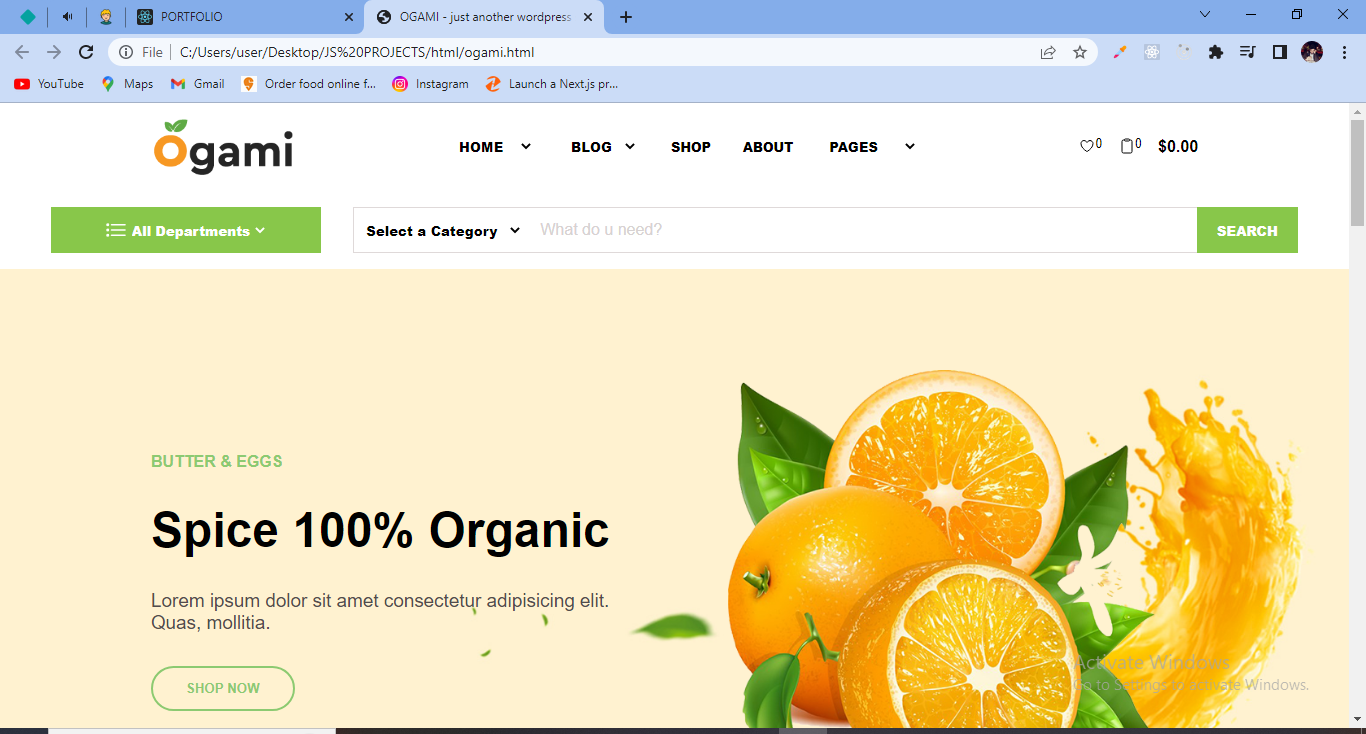 PORTFOLIO
OGAMI - just another wordpress
File
C:/Users/user/Desktop/JS%20PROJECTS/html/ogami.html
YouTube
Maps
Gmail
Order food online f...
Instagram
Launch a Next.js pr...
Ogami
HOME
BLOG
SHOP
ABOUT
PAGES
0
0
$0.00
All Departments
Select a Category
What do u need?
SEARCH
BUTTER & EGGS
Spice 100% Organic
Lorem ipsum dolor sit amet consectetur adipisicing elit.
Quas, mollitia.
SHOP NOW
Activate Windows
Go to Settings to Activate Windows.